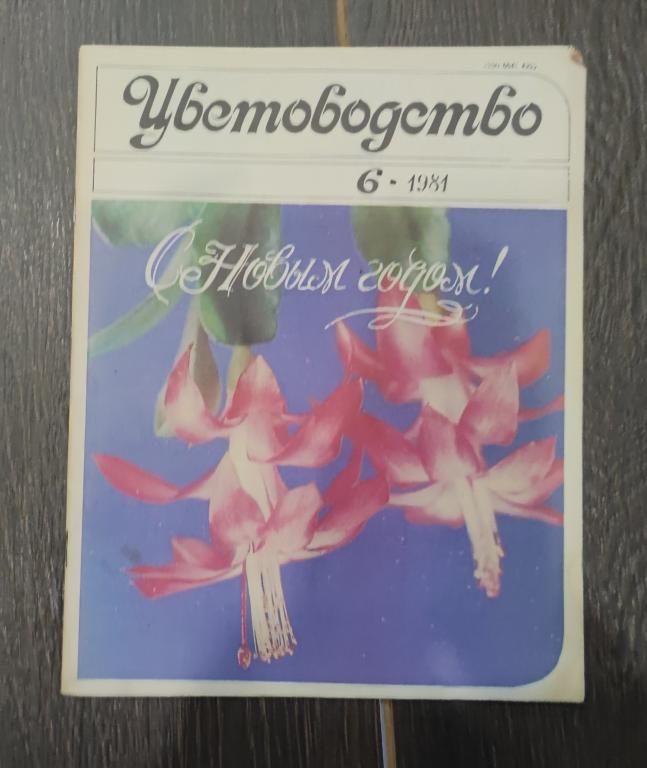 Цветоводство
6 • 1981
С Новым годом!